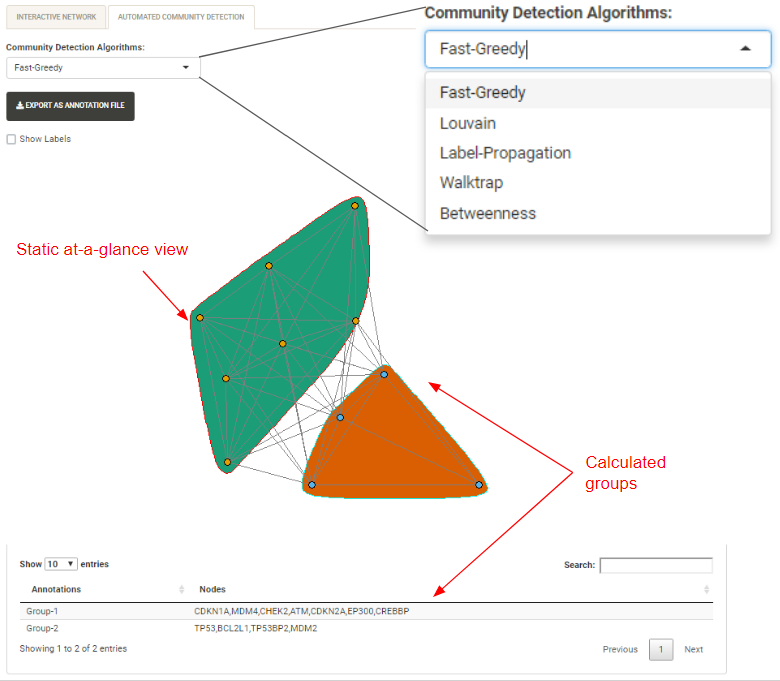 INTERACTIVE NETWORK
AUTOMATED COMMUNITY DETECTION
Community Detection Algorithms:
Fast-Greedy
EXPORT AS ANNOTATION FILE
Show Labels
Community Detection Algorithms:
Fast-Greedy
Fast-Greedy
Louvain
Label-Propagation
Walktrap
Betweenness
Static at-a-glance view
Calculated
groups
Show 10 entries
Search:
Annotations Nodes
Group-1 CDKN1A,MDM4,CHEK2,ATM,CDKN2A,EP300,CREBBP
Group-2 TP53,BCL2L1,TP53BP2,MDM2
Showing 1 to 2 of 2 entries
Previous 1 Next